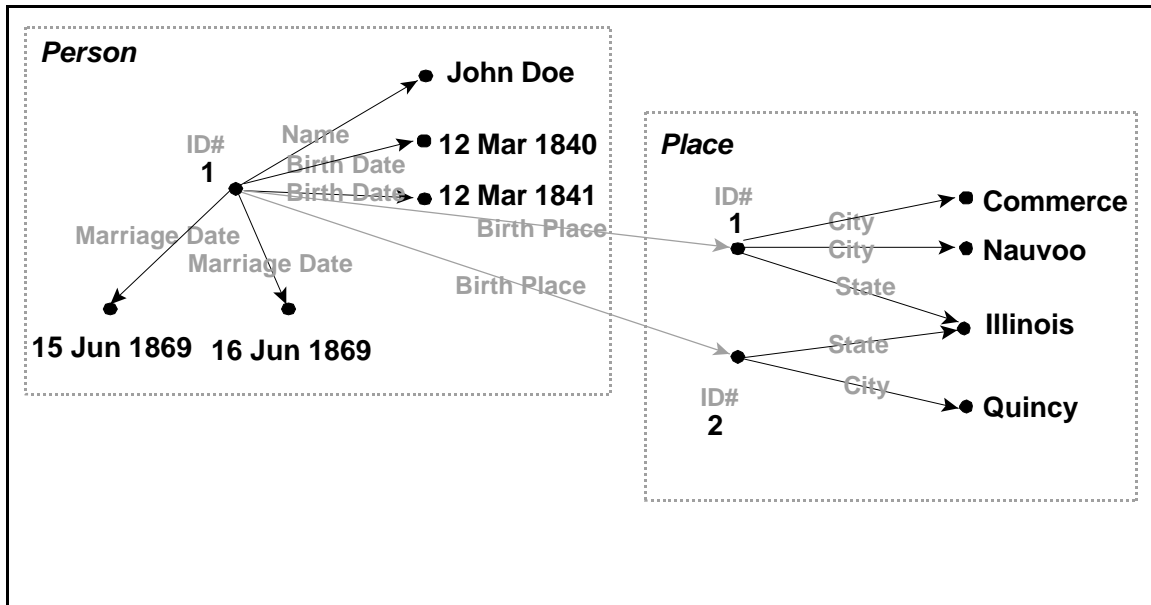 Person
John Doe
ID#
1
Name
12 Mar 1840
Birth Date
Birth Date
12 Mar 1841
Birth Place
Marriage Date
Marriage Date
Birth Place
15 Jun 1869
16 Jun 1869
Place
ID#
1
City
Commerce
City
Nauvoo
State
Illinois
State
City
ID#
2
Quincy